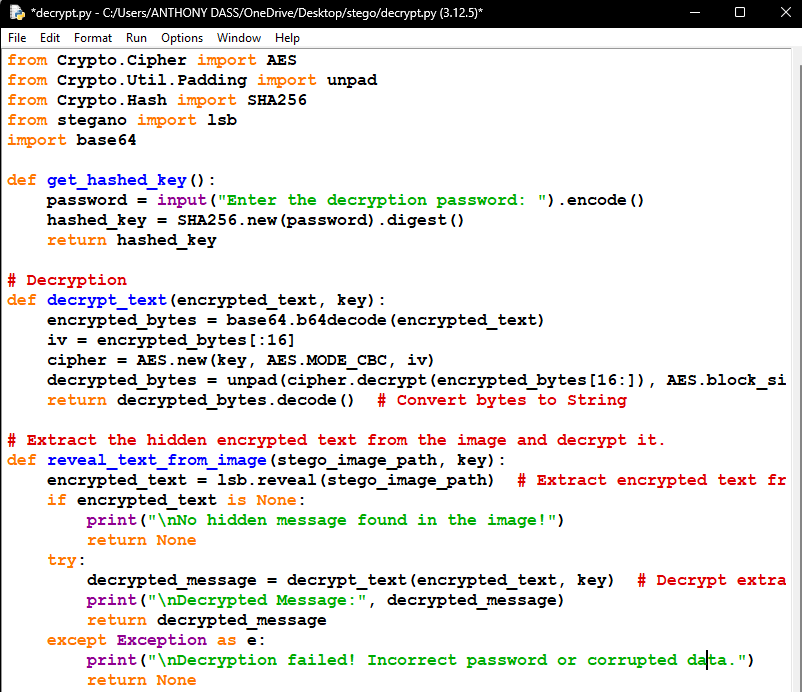 *decrypt.py - C:/Users/ANTHONY DASS/OneDrive/Desktop/stego/decrypt.py (3.12.5)*
File Edit Format Run Options Window Help
from Crypto.Cipher import AES
from Crypto.Util.Padding import unpad
from Crypto.Hash import SHA256
from stegano import lsb
import base64
def get_hashed_key():
    password = input("Enter the decryption password: ").encode()
    hashed_key = SHA256.new(password).digest()
    return hashed_key
# Decryption
def decrypt_text(encrypted_text, key):
    encrypted_bytes = base64.b64decode(encrypted_text)
    iv = encrypted_bytes[:16]
    cipher = AES.new(key, AES.MODE_CBC, iv)
    decrypted_bytes = unpad(cipher.decrypt(encrypted_bytes[16:]), AES.block_si
    return decrypted_bytes.decode()  # Convert bytes to String
# Extract the hidden encrypted text from the image and decrypt it.
def reveal_text_from_image(stego_image_path, key):
    encrypted_text = lsb.reveal(stego_image_path)  # Extract encrypted text fr
    if encrypted_text is None:
        print("\nNo hidden message found in the image!")
        return None
    try:
        decrypted_message = decrypt_text(encrypted_text, key)  # Decrypt extra
        print("\nDecrypted Message:", decrypted_message)
        return decrypted_message
    except Exception as e:
        print("\nDecryption failed! Incorrect password or corrupted data.")
        return None